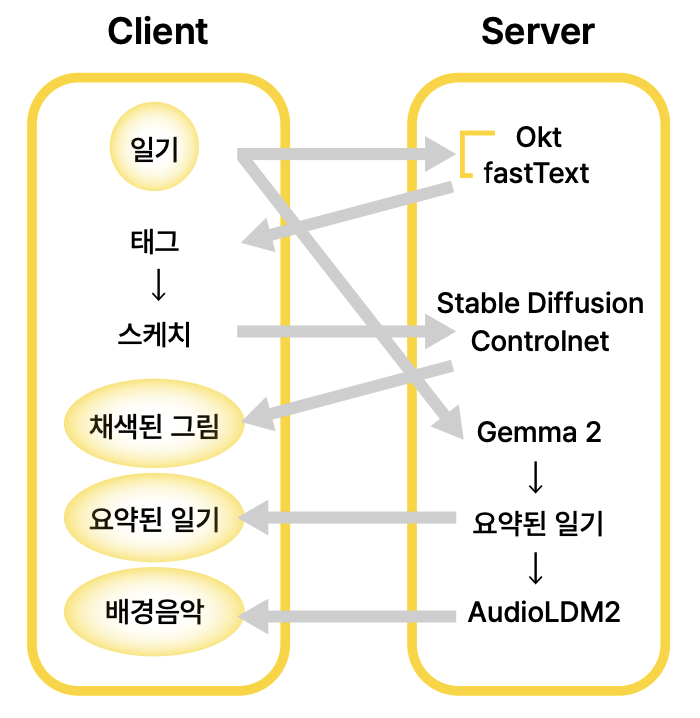 Client
일기
태그
스케치
채색된 그림
요약된 일기
배경음악
Server
Okt
fastText
Stable Diffusion
Controlnet
Gemma 2
요약된 일기
AudioLDM2